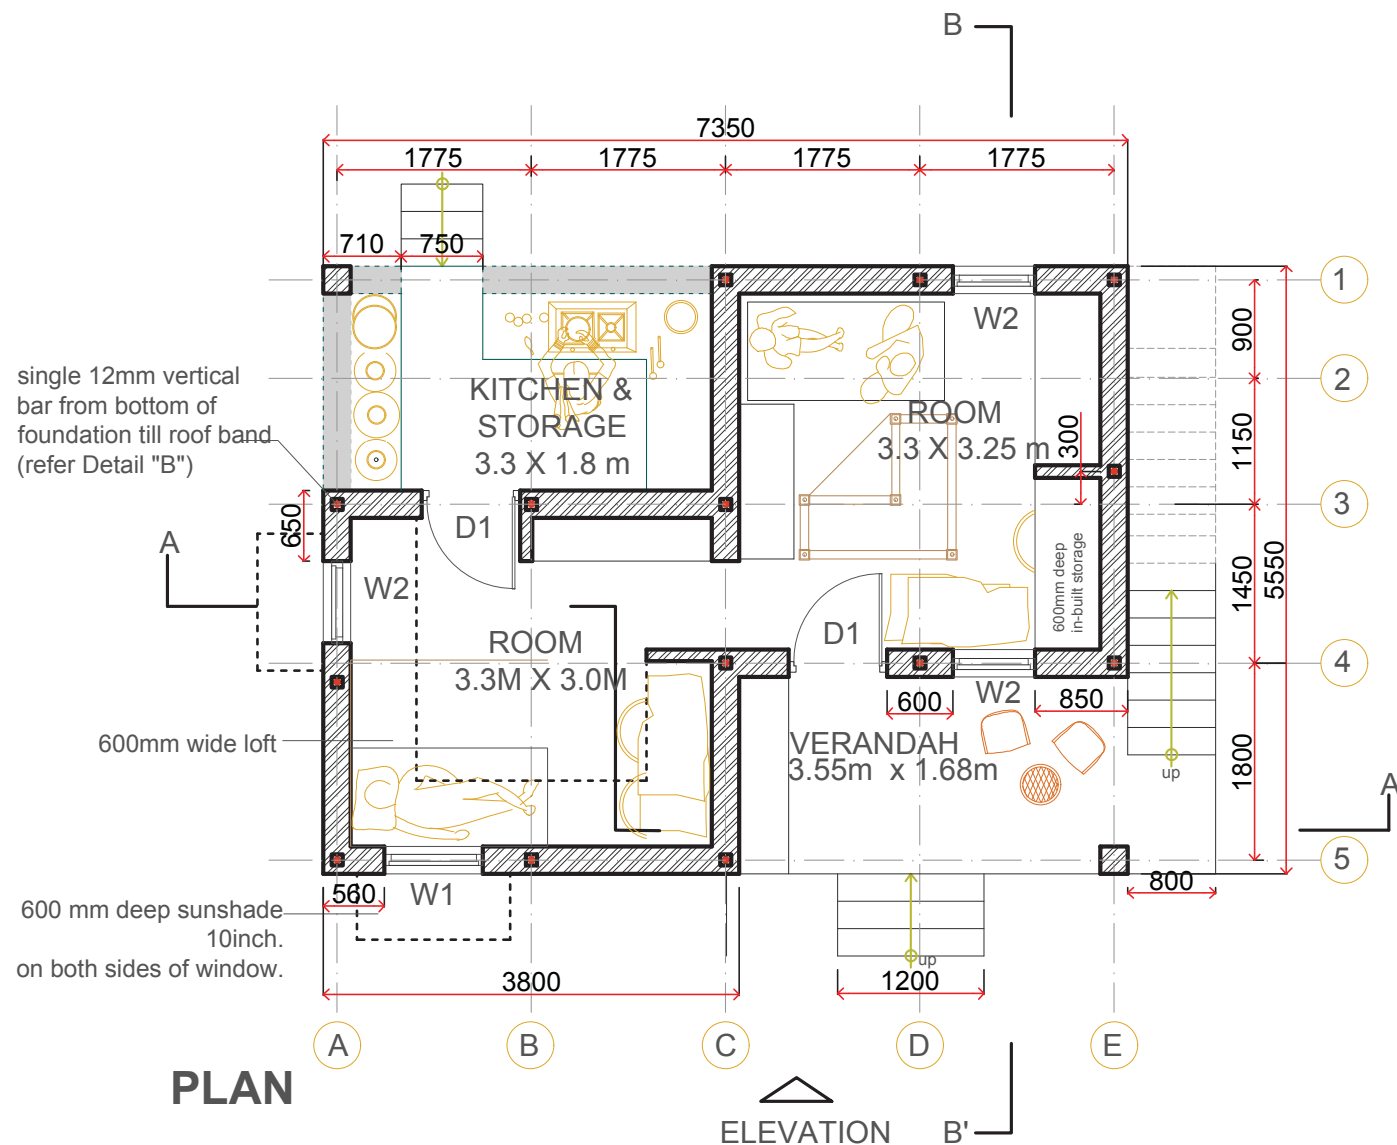 B
7350
1775
1775
1775
1775
710
750
1
W2
900
single 12mm vertical
bar from bottom of
foundation till roof band
(refer Detail "B")
KITCHEN &
STORAGE
3.3 X 1.8 m
ROOM
3.3 X 3.25 m
2
300
1150
3
650
D1
A
W2
600mm deep
in-built storage
1450
5550
ROOM
3.3M X 3.0M
D1
4
W2
600
850
600mm wide loft
VERANDAH
3.55m x 1.68m
up
1800
A
5
560
W1
800
600 mm deep sunshade
10inch.
on both sides of window.
up
3800
1200
A
B
C
D
E
PLAN
ELEVATION
B'